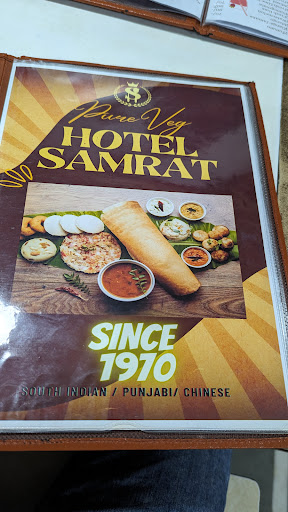 S
Pure Veg
HOTEL
SAMRAT
SINCE
1970
SOUTH INDIAN / PUNJABI/ CHINESE